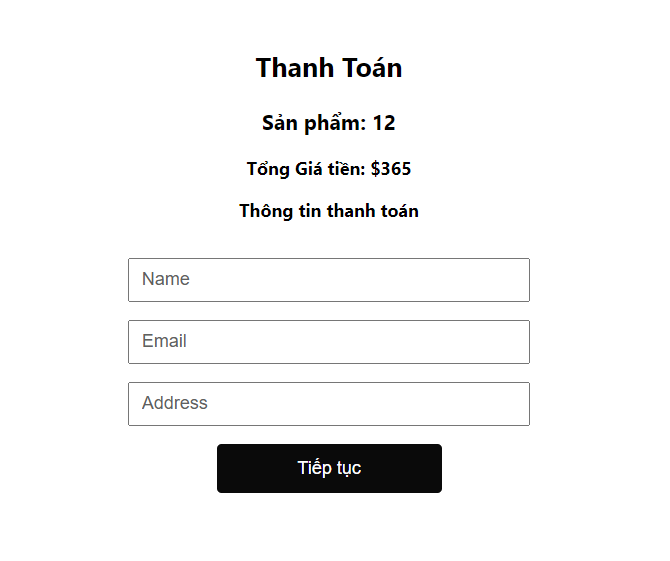 Thanh Toán
Sản phẩm: 12
Tổng Giá tiền: $365
Thông tin thanh toán
Name
Email
Address
Tiếp tục